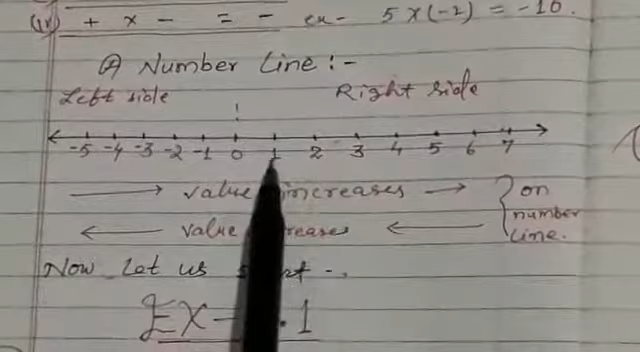 (iv) + x - = - ex- 5 x (-2) = -10.
Ⓐ Number Line :-
Left side Right side
-5 -4 -3 -2 -1 0 1 2 3 4 5 6 7
value increases
on
number
line.
value
Now Let us
EX- .1